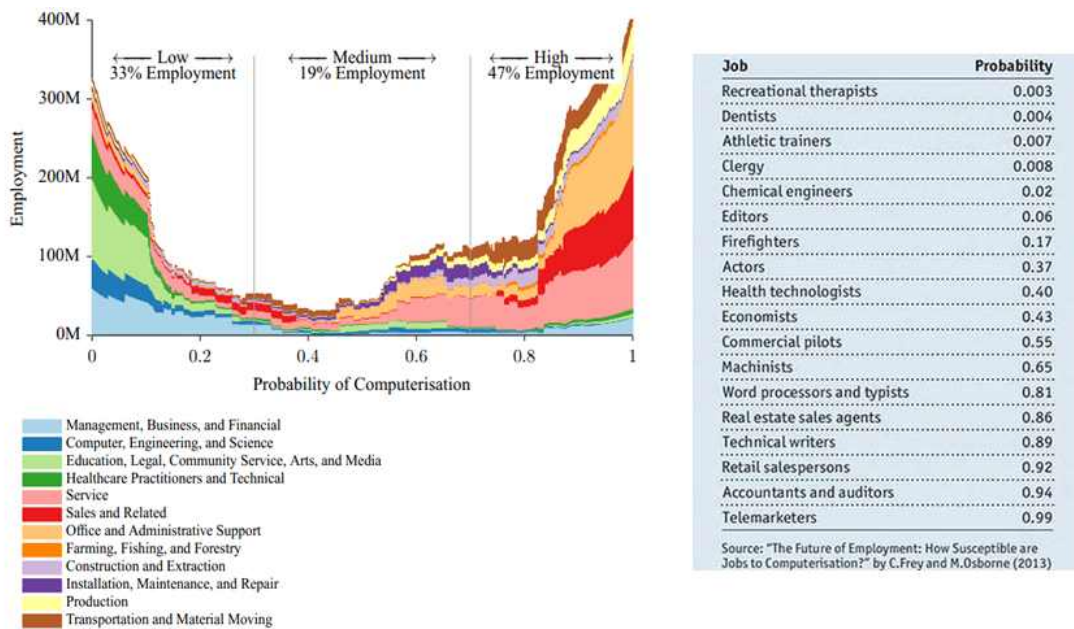 400M
300M
200M
100M
0M
Employment
Low
33% Employment
Medium
19% Employment
High
47% Employment
0
0.2
0.4
0.6
0.8
1
Probability of Computerisation
Management, Business, and Financial
Computer, Engineering, and Science
Education, Legal, Community Service, Arts, and Media
Healthcare Practitioners and Technical
Service
Sales and Related
Office and Administrative Support
Farming, Fishing, and Forestry
Construction and Extraction
Installation, Maintenance, and Repair
Production
Transportation and Material Moving
Job Probability
Recreational therapists 0.003
Dentists 0.004
Athletic trainers 0.007
Clergy 0.008
Chemical engineers 0.02
Editors 0.06
Firefighters 0.17
Actors 0.37
Health technologists 0.40
Economists 0.43
Commercial pilots 0.55
Machinists 0.65
Word processors and typists 0.81
Real estate sales agents 0.86
Technical writers 0.89
Retail salespersons 0.92
Accountants and auditors 0.94
Telemarketers 0.99
Source: "The Future of Employment: How Susceptible are
Jobs to Computerisation?" by C.Frey and M.Osborne (2013)